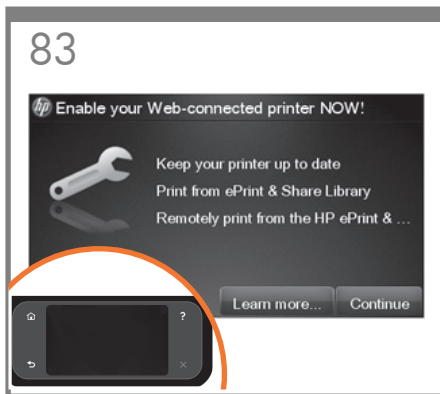 83
hp Enable your Web-connected printer NOW!
Keep your printer up to date
Print from ePrint & Share Library
Remotely print from the HP ePrint & ...
Learn more... Continue
?